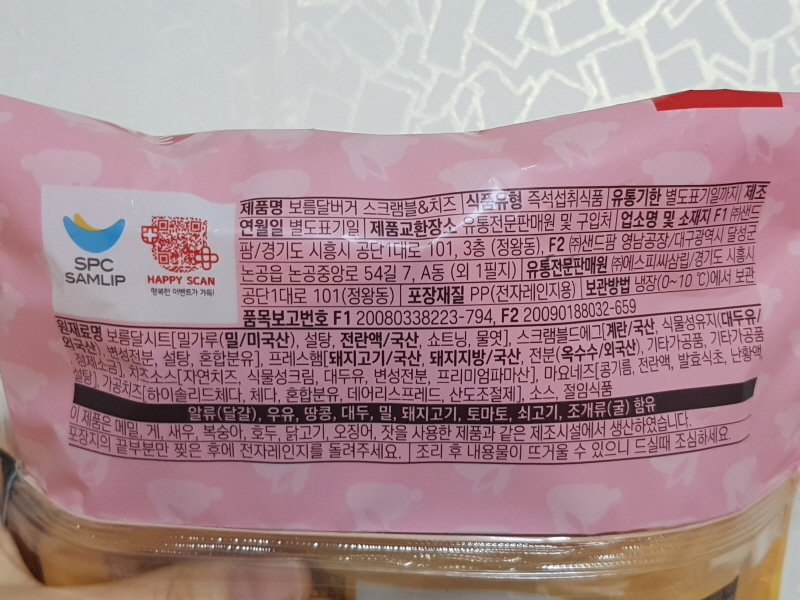 SPC
SAMLIP
HAPPY SCAN
행복한 이벤트가 가득!
제품명 보름달버거 스크램블&치즈 | 식품유형 즉석섭취식품 | 유통기한 별도표기일까지 | 제조
연월일 별도표기일 | 제품교환장소 유통전문판매원 및 구입처 | 업소명 및 소재지 F1 ㈜샌드
팜/경기도 시흥시 공단1대로 101, 3층 (정왕동), F2 ㈜샌드팜 영남공장/대구광역시 달성군
논공읍 논공중앙로 54길 7, A동 (외 1필지) | 유통전문판매원 ㈜에스피씨삼립/경기도 시흥시
공단1대로 101(정왕동) | 포장재질 PP(전자레인지용) | 보관방법 냉장(0~10 ℃)에서 보관
품목보고번호 F1 20080338223-794, F2 20090188032-659
원재료명 보름달시트[밀가루(밀/미국산), 설탕, 전란액/국산, 쇼트닝, 물엿], 스크램블드에그[계란/국산, 식물성유지(대두유/
외국산), 변성전분, 설탕, 혼합분유], 프레스햄[돼지고기/국산, 돼지지방/국산, 전분(옥수수/외국산), 기타가공품, 기타가공품
, 정제소금], 치즈소스[자연치즈, 식물성크림, 대두유, 변성전분, 프리미엄파마산], 마요네즈[콩기름, 전란액, 발효식초, 난황액,
설탕], 가공치즈[하이솔리드체다, 체다, 혼합분유, 데어리스프레드, 산도조절제], 소스, 절임식품
알류(달걀), 우유, 땅콩, 대두, 밀, 돼지고기, 토마토, 쇠고기, 조개류(굴) 함유
이 제품은 메밀, 게, 새우, 복숭아, 호두, 닭고기, 오징어, 잣을 사용한 제품과 같은 제조시설에서 생산하였습니다.
포장지의 끝부분만 찢은 후에 전자레인지를 돌려주세요. | 조리 후 내용물이 뜨거울 수 있으니 드실때 조심하세요.